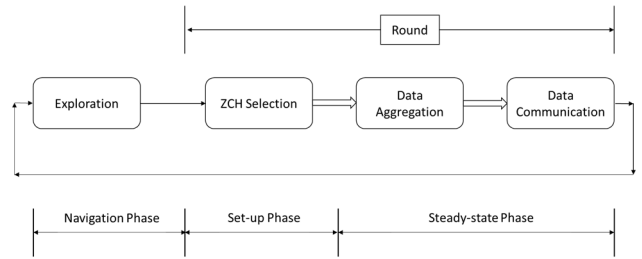 Round
Exploration
ZCH Selection
Data
Aggregation
Data
Communication
Navigation Phase
Set-up Phase
Steady-state Phase